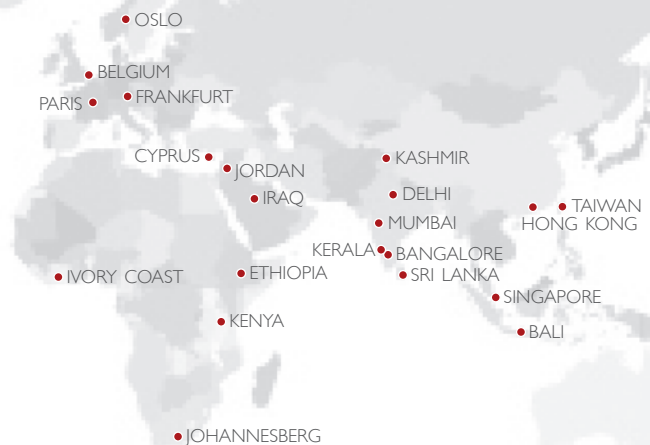 OSLO
BELGIUM
PARIS
FRANKFURT
CYPRUS
JORDAN
KASHMIR
IRAQ
DELHI
TAIWAN
MUMBAI
HONG KONG
KERALA
BANGALORE
IVORY COAST
ETHIOPIA
SRI LANKA
SINGAPORE
KENYA
BALI
JOHANNESBERG